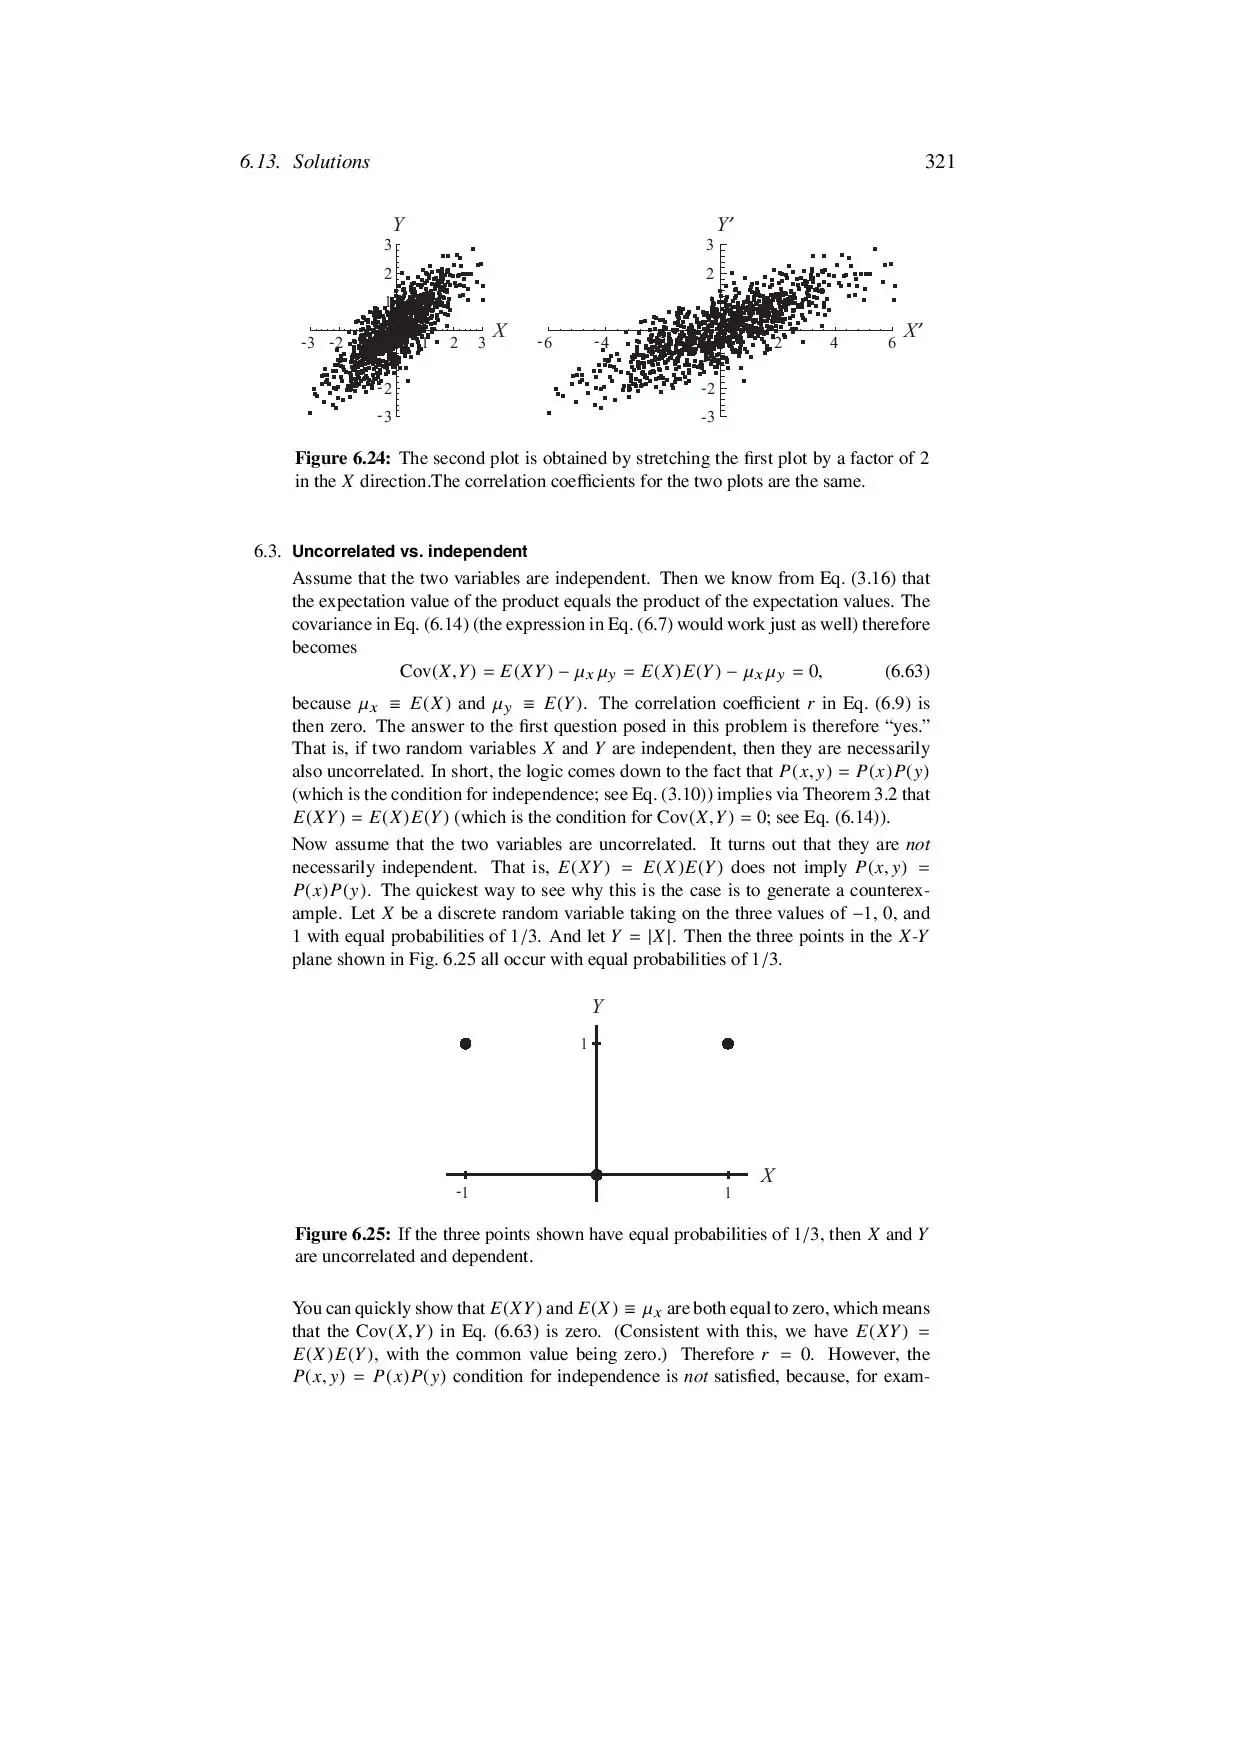 6.13. Solutions 321
Y
3
2
1
X
-3 -2 1 2 3
-2
-3
Y′
3
2
X′
-6 -4 2 4 6
-2
-3
Figure 6.24: The second plot is obtained by stretching the first plot by a factor of 2
in the X direction.The correlation coefficients for the two plots are the same.
6.3. Uncorrelated vs. independent
Assume that the two variables are independent. Then we know from Eq. (3.16) that
the expectation value of the product equals the product of the expectation values. The
covariance in Eq. (6.14) (the expression in Eq. (6.7) would work just as well) therefore
becomes
Cov(X,Y) = E(XY) − μₓμ_y = E(X)E(Y) − μₓμ_y = 0, (6.63)
because μₓ ≡ E(X) and μ_y ≡ E(Y). The correlation coefficient r in Eq. (6.9) is
then zero. The answer to the first question posed in this problem is therefore “yes.”
That is, if two random variables X and Y are independent, then they are necessarily
also uncorrelated. In short, the logic comes down to the fact that P(x,y) = P(x)P(y)
(which is the condition for independence; see Eq. (3.10)) implies via Theorem 3.2 that
E(XY) = E(X)E(Y) (which is the condition for Cov(X,Y) = 0; see Eq. (6.14)).
Now assume that the two variables are uncorrelated. It turns out that they are not
necessarily independent. That is, E(XY) = E(X)E(Y) does not imply P(x,y) =
P(x)P(y). The quickest way to see why this is the case is to generate a counterex-
ample. Let X be a discrete random variable taking on the three values of −1, 0, and
1 with equal probabilities of 1/3. And let Y = |X|. Then the three points in the X-Y
plane shown in Fig. 6.25 all occur with equal probabilities of 1/3.
Y
1
X
-1 1
Figure 6.25: If the three points shown have equal probabilities of 1/3, then X and Y
are uncorrelated and dependent.
You can quickly show that E(XY) and E(X) ≡ μₓ are both equal to zero, which means
that the Cov(X,Y) in Eq. (6.63) is zero. (Consistent with this, we have E(XY) =
E(X)E(Y), with the common value being zero.) Therefore r = 0. However, the
P(x,y) = P(x)P(y) condition for independence is not satisfied, because, for exam-